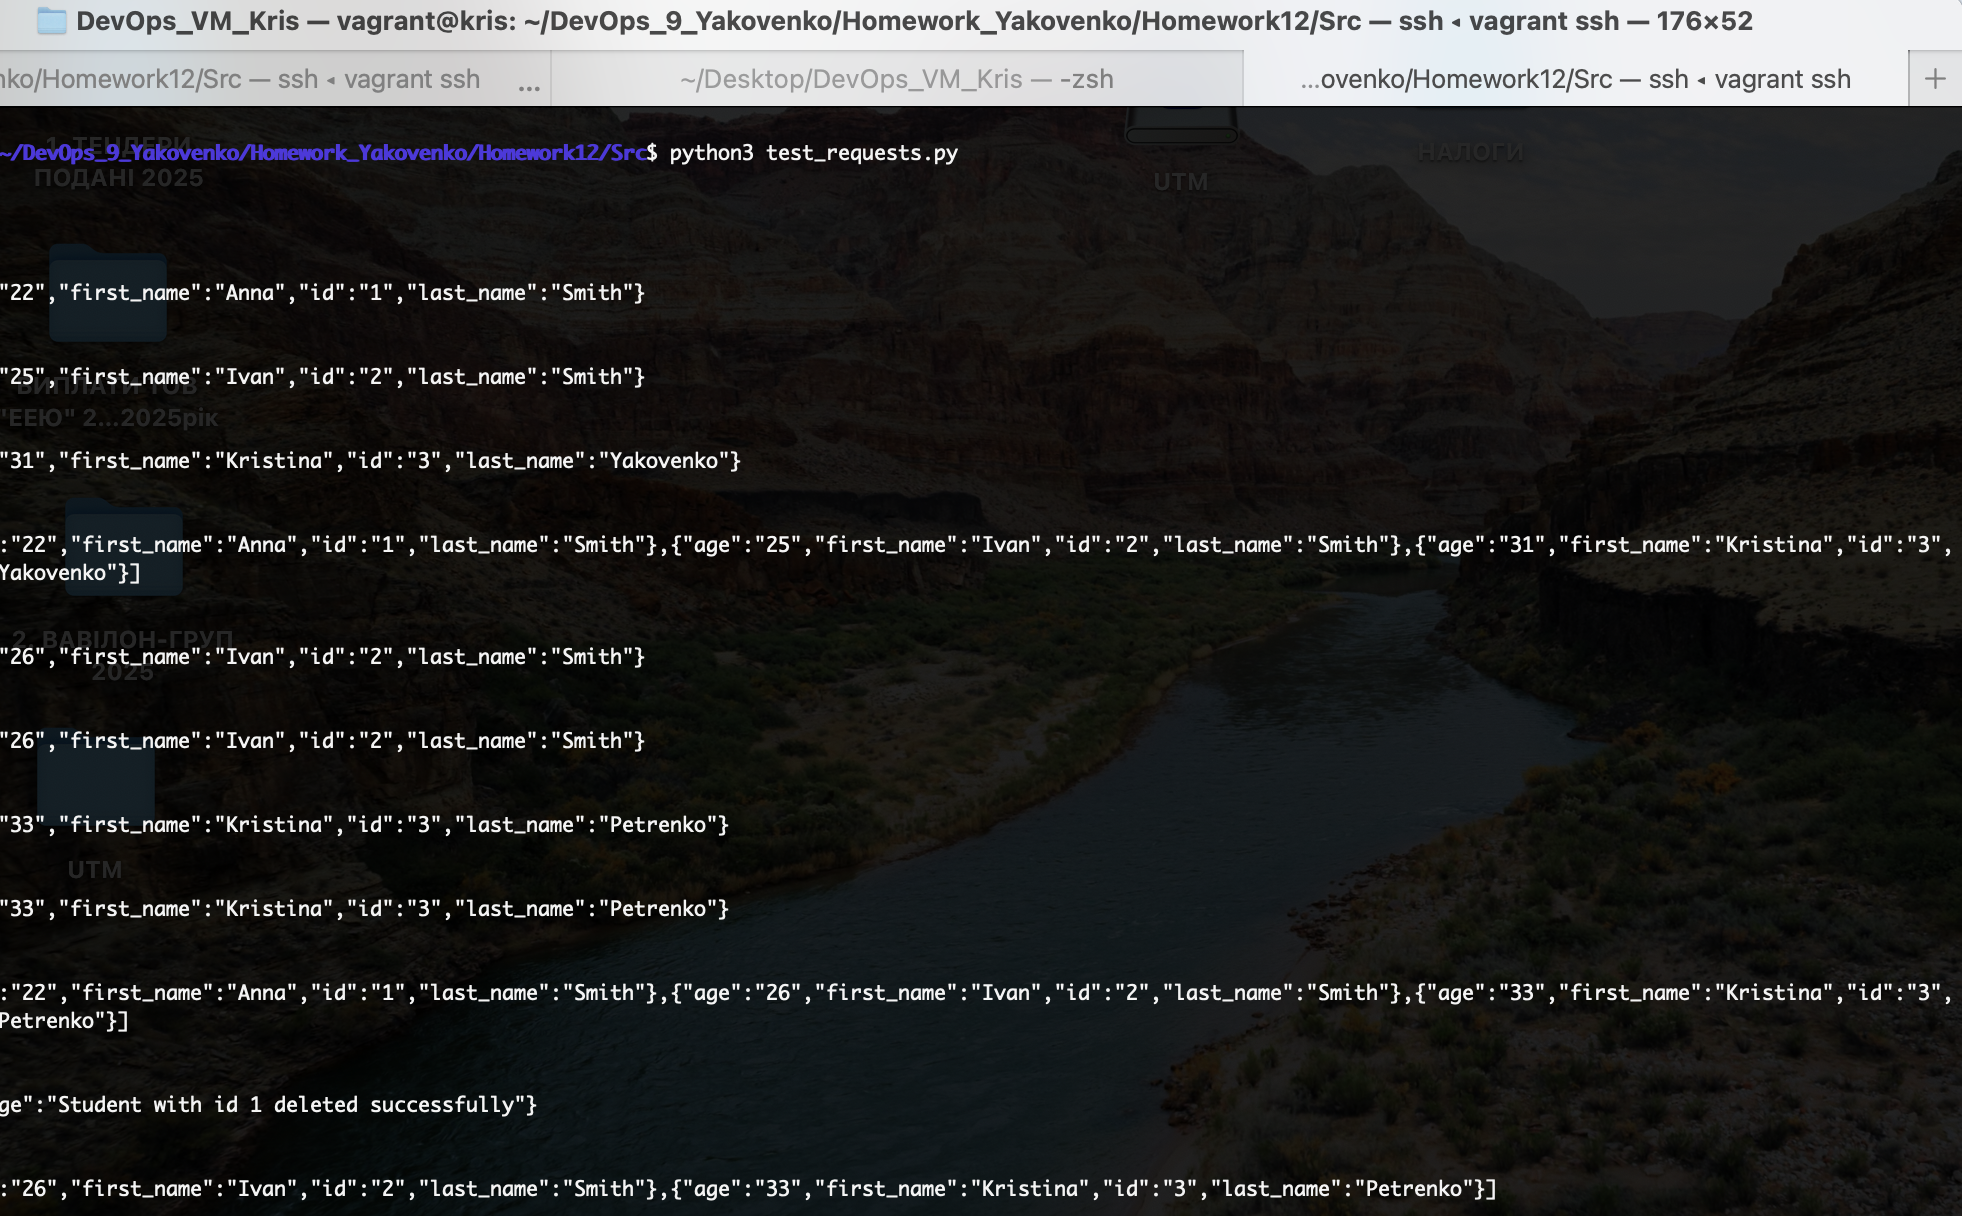 DevOps_VM_Kris — vagrant@kris: ~/DevOps_9_Yakovenko/Homework_Yakovenko/Homework12/Src — ssh ◂ vagrant ssh — 176×52
nko/Homework12/Src — ssh ◂ vagrant ssh ...
~/Desktop/DevOps_VM_Kris — -zsh
...ovenko/Homework12/Src — ssh ◂ vagrant ssh
+
1. ТЕНДЕРИ
~/DevOps_9_Yakovenko/Homework_Yakovenko/Homework12/Src$ python3 test_requests.py
НАЛОГИ
ПОДАНІ 2025
UTM
"22","first_name":"Anna","id":"1","last_name":"Smith"}
"25","first_name":"Ivan","id":"2","last_name":"Smith"}
ВИПЛАТИ ТОВ
"ЕЕЮ" 2...2025рік
"31","first_name":"Kristina","id":"3","last_name":"Yakovenko"}
:"22","first_name":"Anna","id":"1","last_name":"Smith"},{"age":"25","first_name":"Ivan","id":"2","last_name":"Smith"},{"age":"31","first_name":"Kristina","id":"3",
Yakovenko"}]
2. ВАВІЛОН-ГРУП
"26","first_name":"Ivan","id":"2","last_name":"Smith"}
2025
"26","first_name":"Ivan","id":"2","last_name":"Smith"}
"33","first_name":"Kristina","id":"3","last_name":"Petrenko"}
UTM
"33","first_name":"Kristina","id":"3","last_name":"Petrenko"}
:"22","first_name":"Anna","id":"1","last_name":"Smith"},{"age":"26","first_name":"Ivan","id":"2","last_name":"Smith"},{"age":"33","first_name":"Kristina","id":"3",
Petrenko"}]
ge":"Student with id 1 deleted successfully"}
:"26","first_name":"Ivan","id":"2","last_name":"Smith"},{"age":"33","first_name":"Kristina","id":"3","last_name":"Petrenko"}]